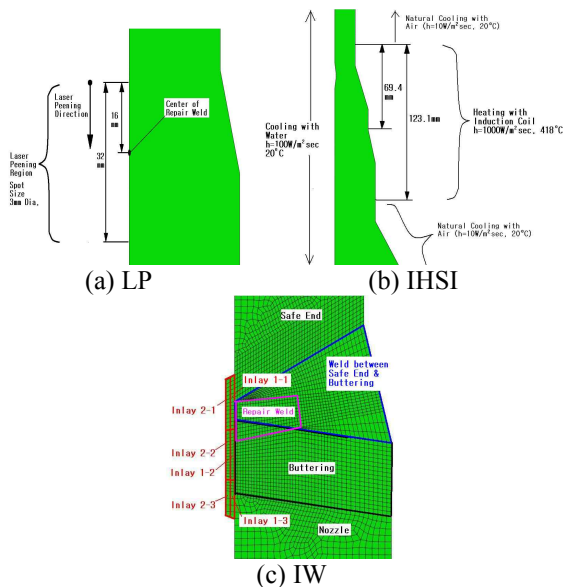 Laser
Peening
Direction
16
mm
Center of
Repair Weld
32
mm
Laser
Peening
Region
Spot
Size
3mm Dia.
(a) LP
Natural Cooling with
Air (h=10W/m²sec, 20°C)
69.4
mm
123.1mm
Cooling with
Water
h=100W/m²sec
20°C
Heating with
Induction Coil
h=1000W/m²sec, 418°C
Natural Cooling with
Air (h=10W/m²sec, 20°C)
(b) IHSI
Safe End
Weld between
Safe End &
Buttering
Inlay 1-1
Inlay 2-1
Repair Weld
Inlay 2-2
Inlay 1-2
Buttering
Inlay 2-3
Inlay 1-3
Nozzle
(c) IW